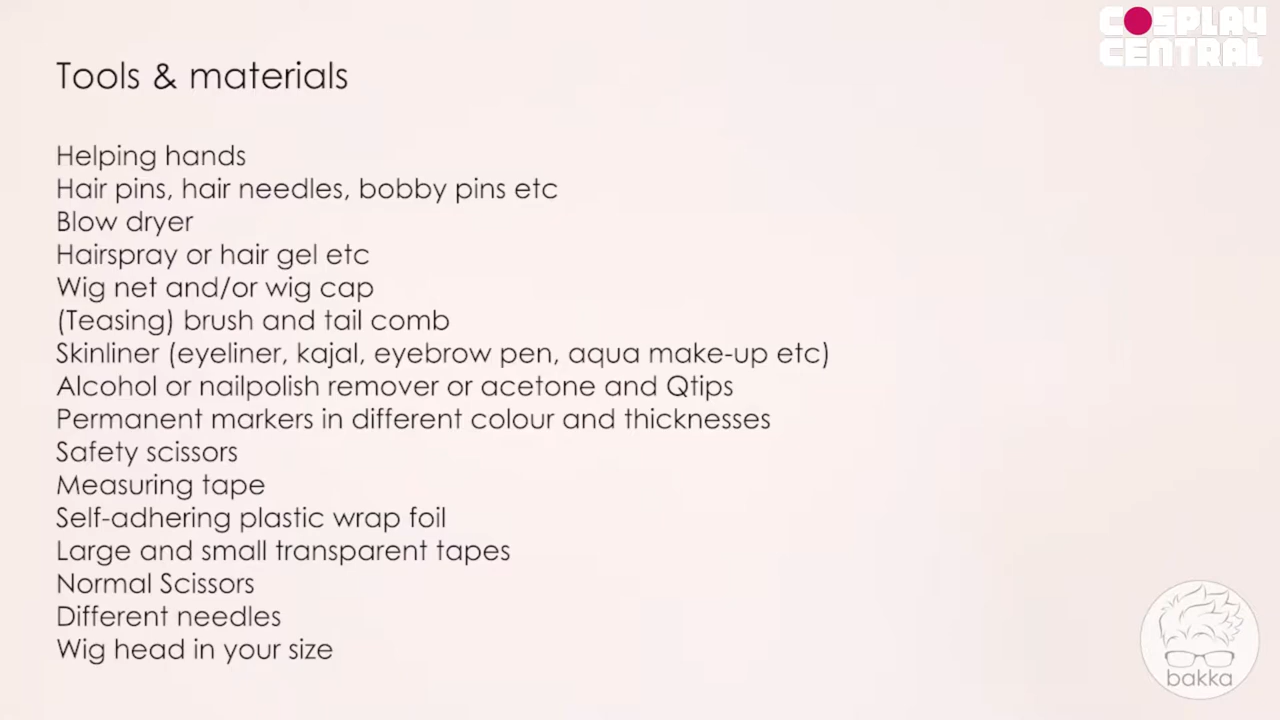 COSPLAY
CENTRAL
Tools & materials
Helping hands
Hair pins, hair needles, bobby pins etc
Blow dryer
Hairspray or hair gel etc
Wig net and/or wig cap
(Teasing) brush and tail comb
Skinliner (eyeliner, kajal, eyebrow pen, aqua make-up etc)
Alcohol or nailpolish remover or acetone and Qtips
Permanent markers in different colour and thicknesses
Safety scissors
Measuring tape
Self-adhering plastic wrap foil
Large and small transparent tapes
Normal Scissors
Different needles
Wig head in your size
bakka